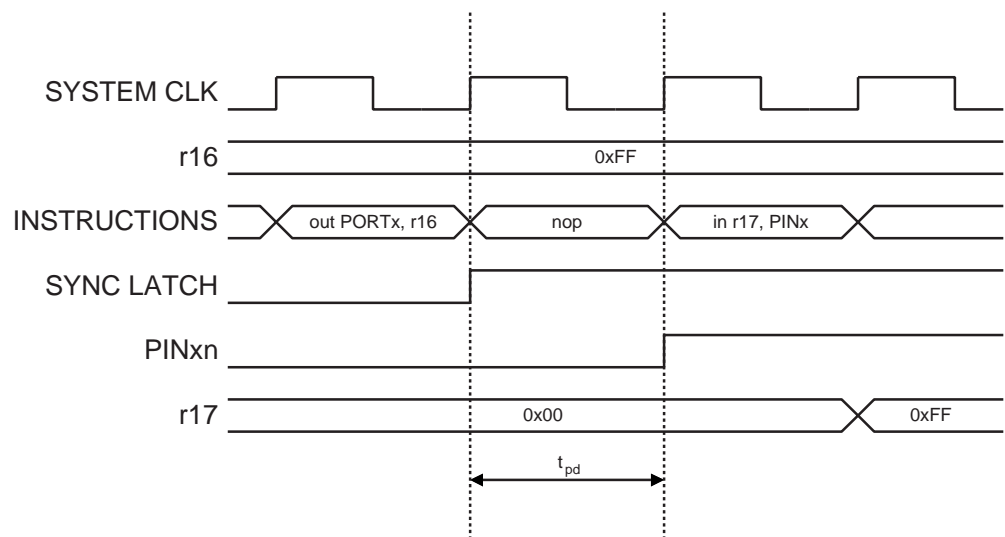 SYSTEM CLK
r16
0xFF
INSTRUCTIONS
out PORTx, r16
nop
in r17, PINx
SYNC LATCH
PINxn
r17
0x00
0xFF
tpd